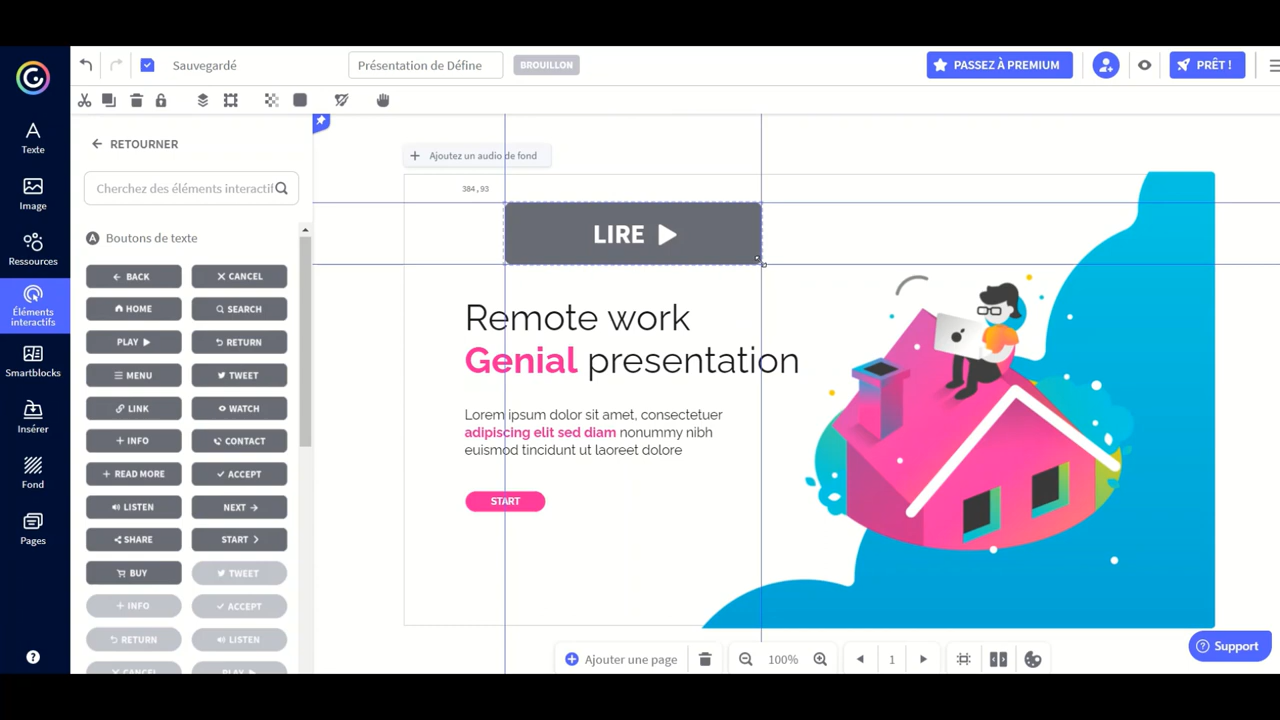 Sauvegardé
Présentation de Défine
BROUILLON
PASSEZ À PREMIUM
PRÊT !
Texte
Image
Ressources
Éléments
interactifs
Smartblocks
Insérer
Fond
Pages
RETOURNER
Cherchez des éléments interactif
Boutons de texte
BACK
CANCEL
HOME
SEARCH
PLAY
RETURN
MENU
TWEET
LINK
WATCH
INFO
CONTACT
READ MORE
ACCEPT
LISTEN
NEXT
SHARE
START
BUY
TWEET
INFO
ACCEPT
RETURN
LISTEN
CANCEL
PLAY
Ajoutez un audio de fond
384,93
LIRE
Remote work
Genial presentation
Lorem ipsum dolor sit amet, consectetuer
adipiscing elit sed diam nonummy nibh
euismod tincidunt ut laoreet dolore
START
Ajouter une page
100%
1
Support